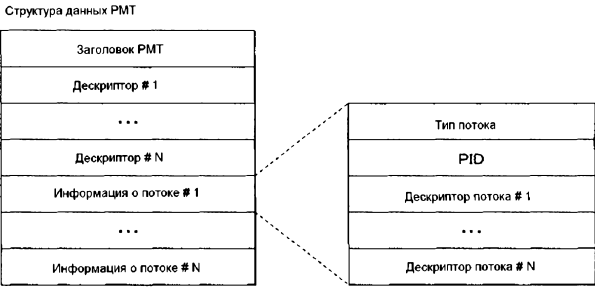 Структура данных PMT
Заголовок PMT
Дескриптор # 1
...
Дескриптор # N
Информация о потоке # 1
...
Информация о потоке # N
Тип потока
PID
Дескриптор потока # 1
...
Дескриптор потока # N